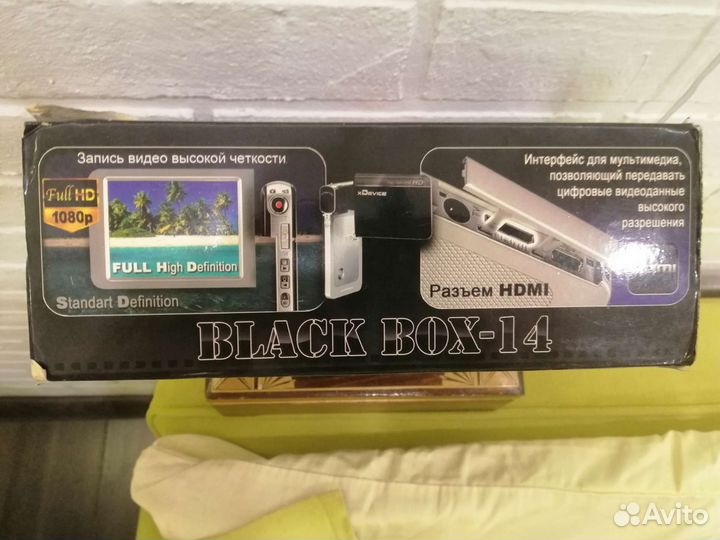 Запись видео высокой четкости
Full HD
1080p
FULL High Definition
Standart Definition
xDevice
HD
Интерфейс для мультимедиа,
позволяющий передавать
цифровые видеоданные
высокого
разрешения
Разъем HDMI
BLACK BOX-14
Avito